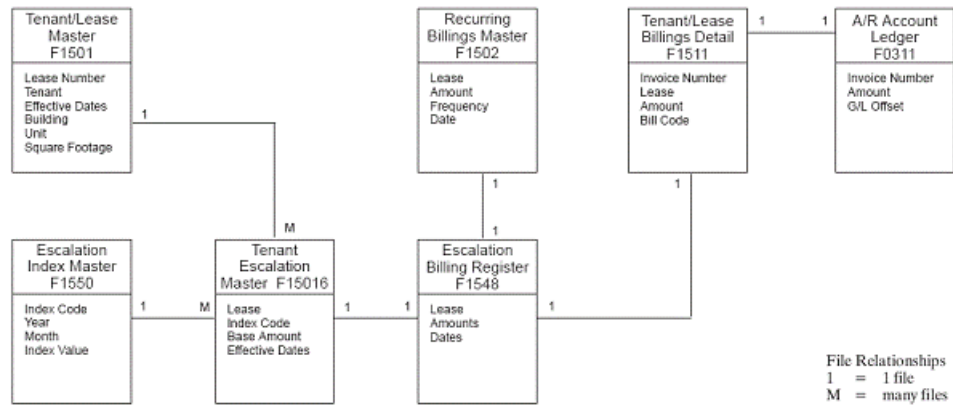 Tenant/Lease
Master
F1501
Lease Number
Tenant
Effective Dates
Building
Unit
Square Footage
Recurring
Billings Master
F1502
Lease
Amount
Frequency
Date
Tenant/Lease
Billings Detail
F1511
Invoice Number
Lease
Amount
Bill Code
1
1
A/R Account
Ledger
F0311
Invoice Number
Amount
G/L Offset
1
M
1
1
1
Escalation
Index Master
F1550
Index Code
Year
Month
Index Value
1
M
Tenant
Escalation
Master F15016
Lease
Index Code
Base Amount
Effective Dates
1
1
Escalation
Billing Register
F1548
Lease
Amounts
Dates
1
File Relationships
1 = 1 file
M = many files